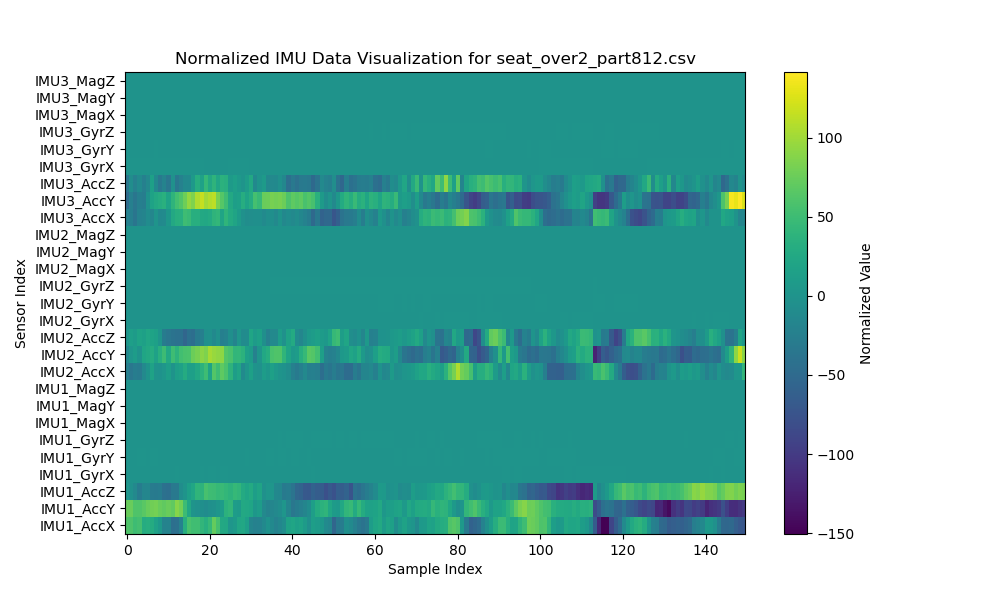 Normalized IMU Data Visualization for seat_over2_part812.csv
IMU3_MagZ
IMU3_MagY
IMU3_MagX
IMU3_GyrZ
IMU3_GyrY
IMU3_GyrX
IMU3_AccZ
IMU3_AccY
IMU3_AccX
IMU2_MagZ
IMU2_MagY
IMU2_MagX
IMU2_GyrZ
IMU2_GyrY
IMU2_GyrX
IMU2_AccZ
IMU2_AccY
IMU2_AccX
IMU1_MagZ
IMU1_MagY
IMU1_MagX
IMU1_GyrZ
IMU1_GyrY
IMU1_GyrX
IMU1_AccZ
IMU1_AccY
IMU1_AccX
Sensor Index
0 20 40 60 80 100 120 140
Sample Index
100
50
0
−50
−100
−150
Normalized Value